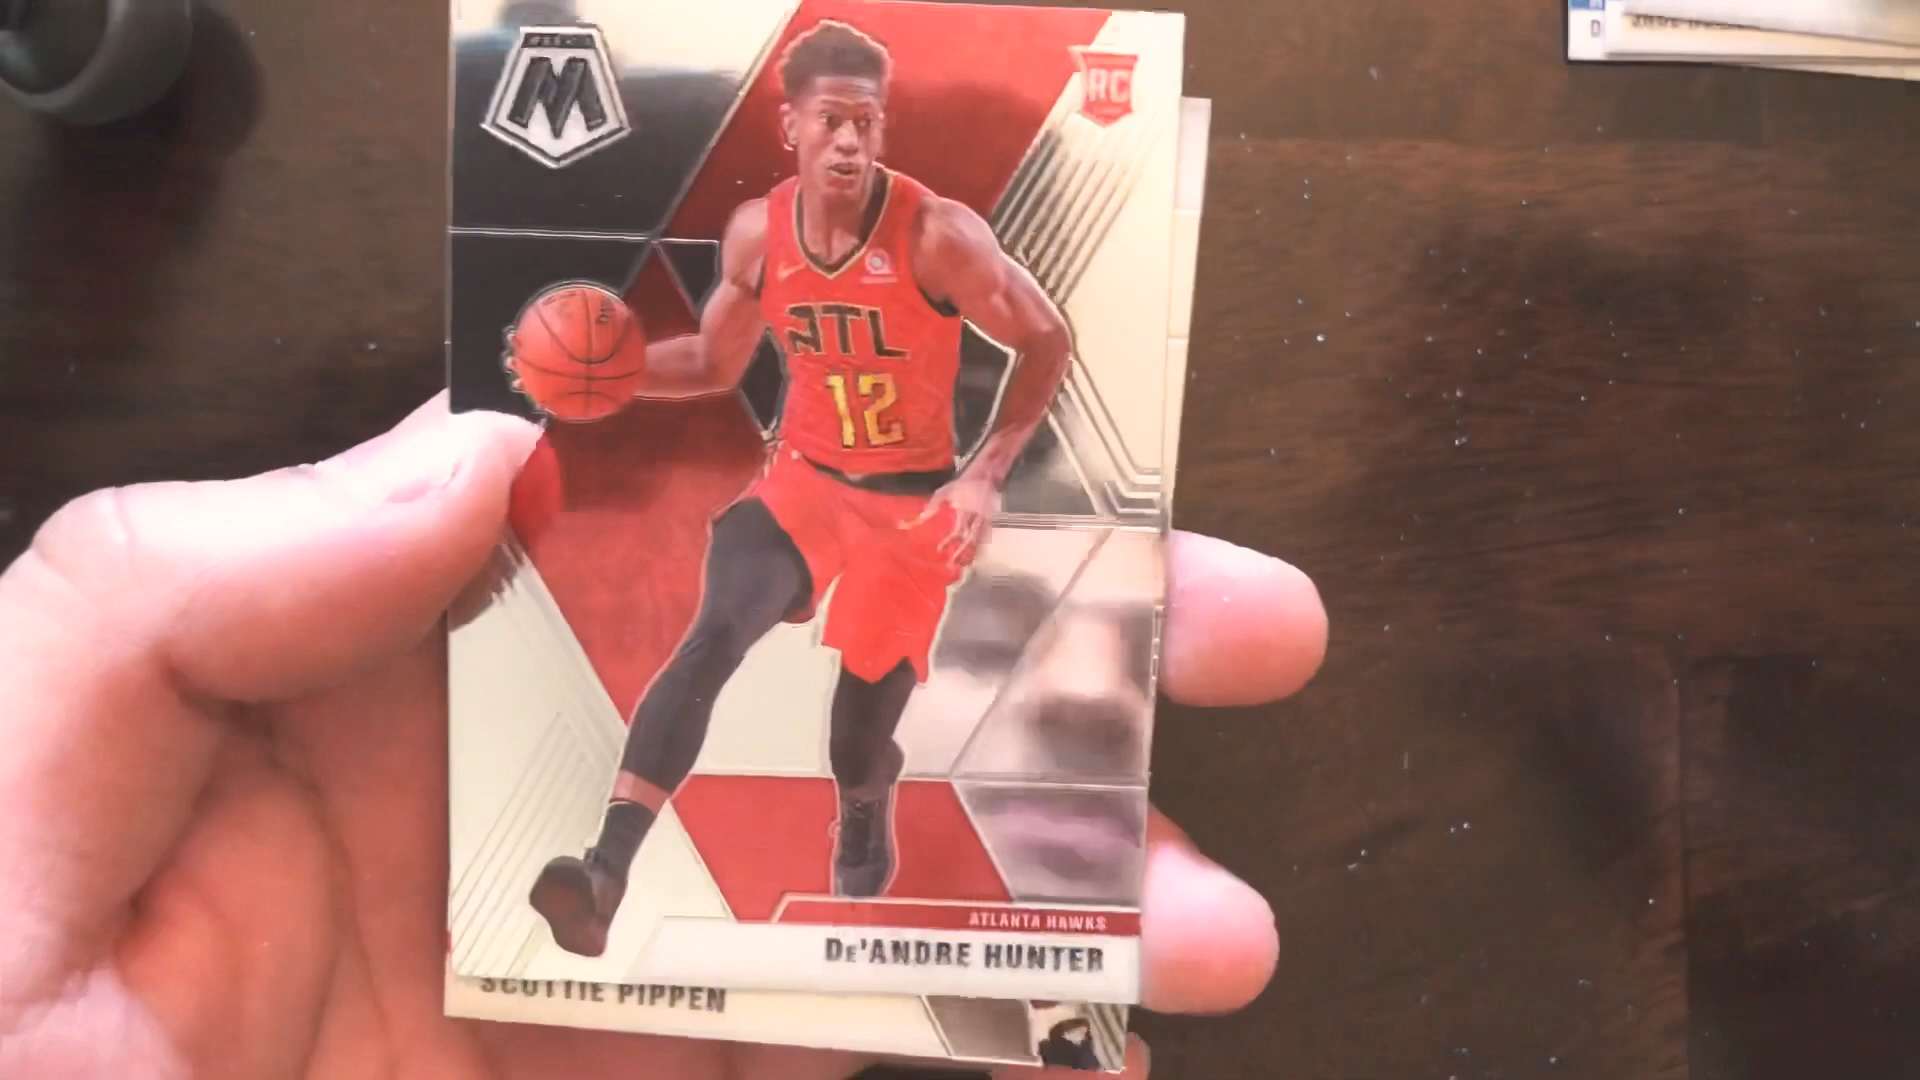 M
RC
ATL
12
ATLANTA HAWKS
DE'ANDRE HUNTER
SCOTTIE PIPPEN